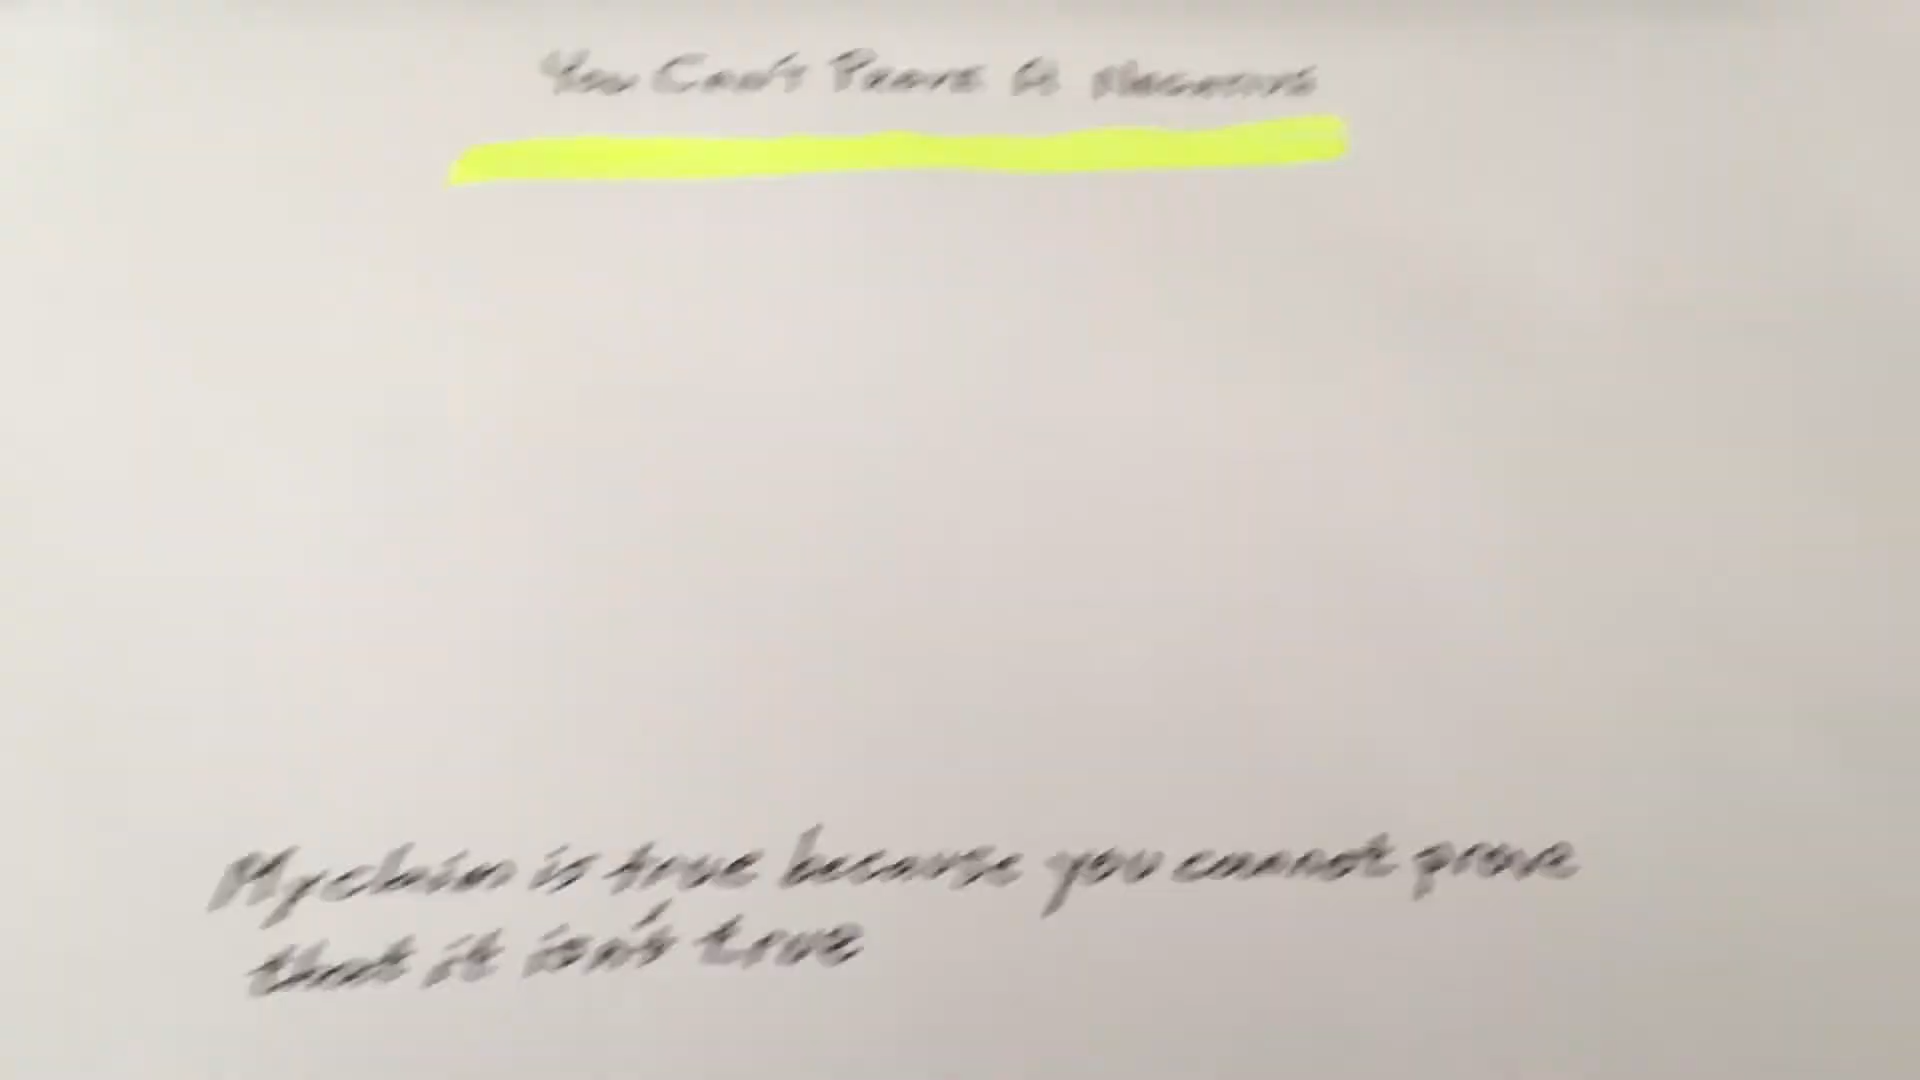 You Can't Prove A Negative
My claim is true because you cannot prove
that it isn't true